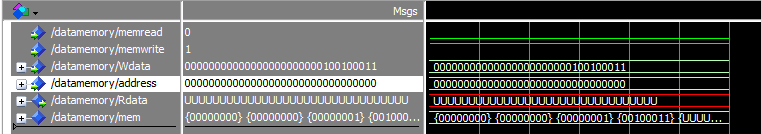 Msgs
/datamemory/memread 0
/datamemory/memwrite 1
/datamemory/Wdata 00000000000000000000000100100011 00000000000000000000000100100011
/datamemory/address 00000000000000000000000000000000 00000000000000000000000000000000
/datamemory/Rdata UUUUUUUUUUUUUUUUUUUUUUUUUUUUUUUU UUUUUUUUUUUUUUUUUUUUUUUUUUUUUUUU
/datamemory/mem {00000000} {00000000} {00000001} {001000... {00000000} {00000000} {00000001} {00100011} {UUUU...